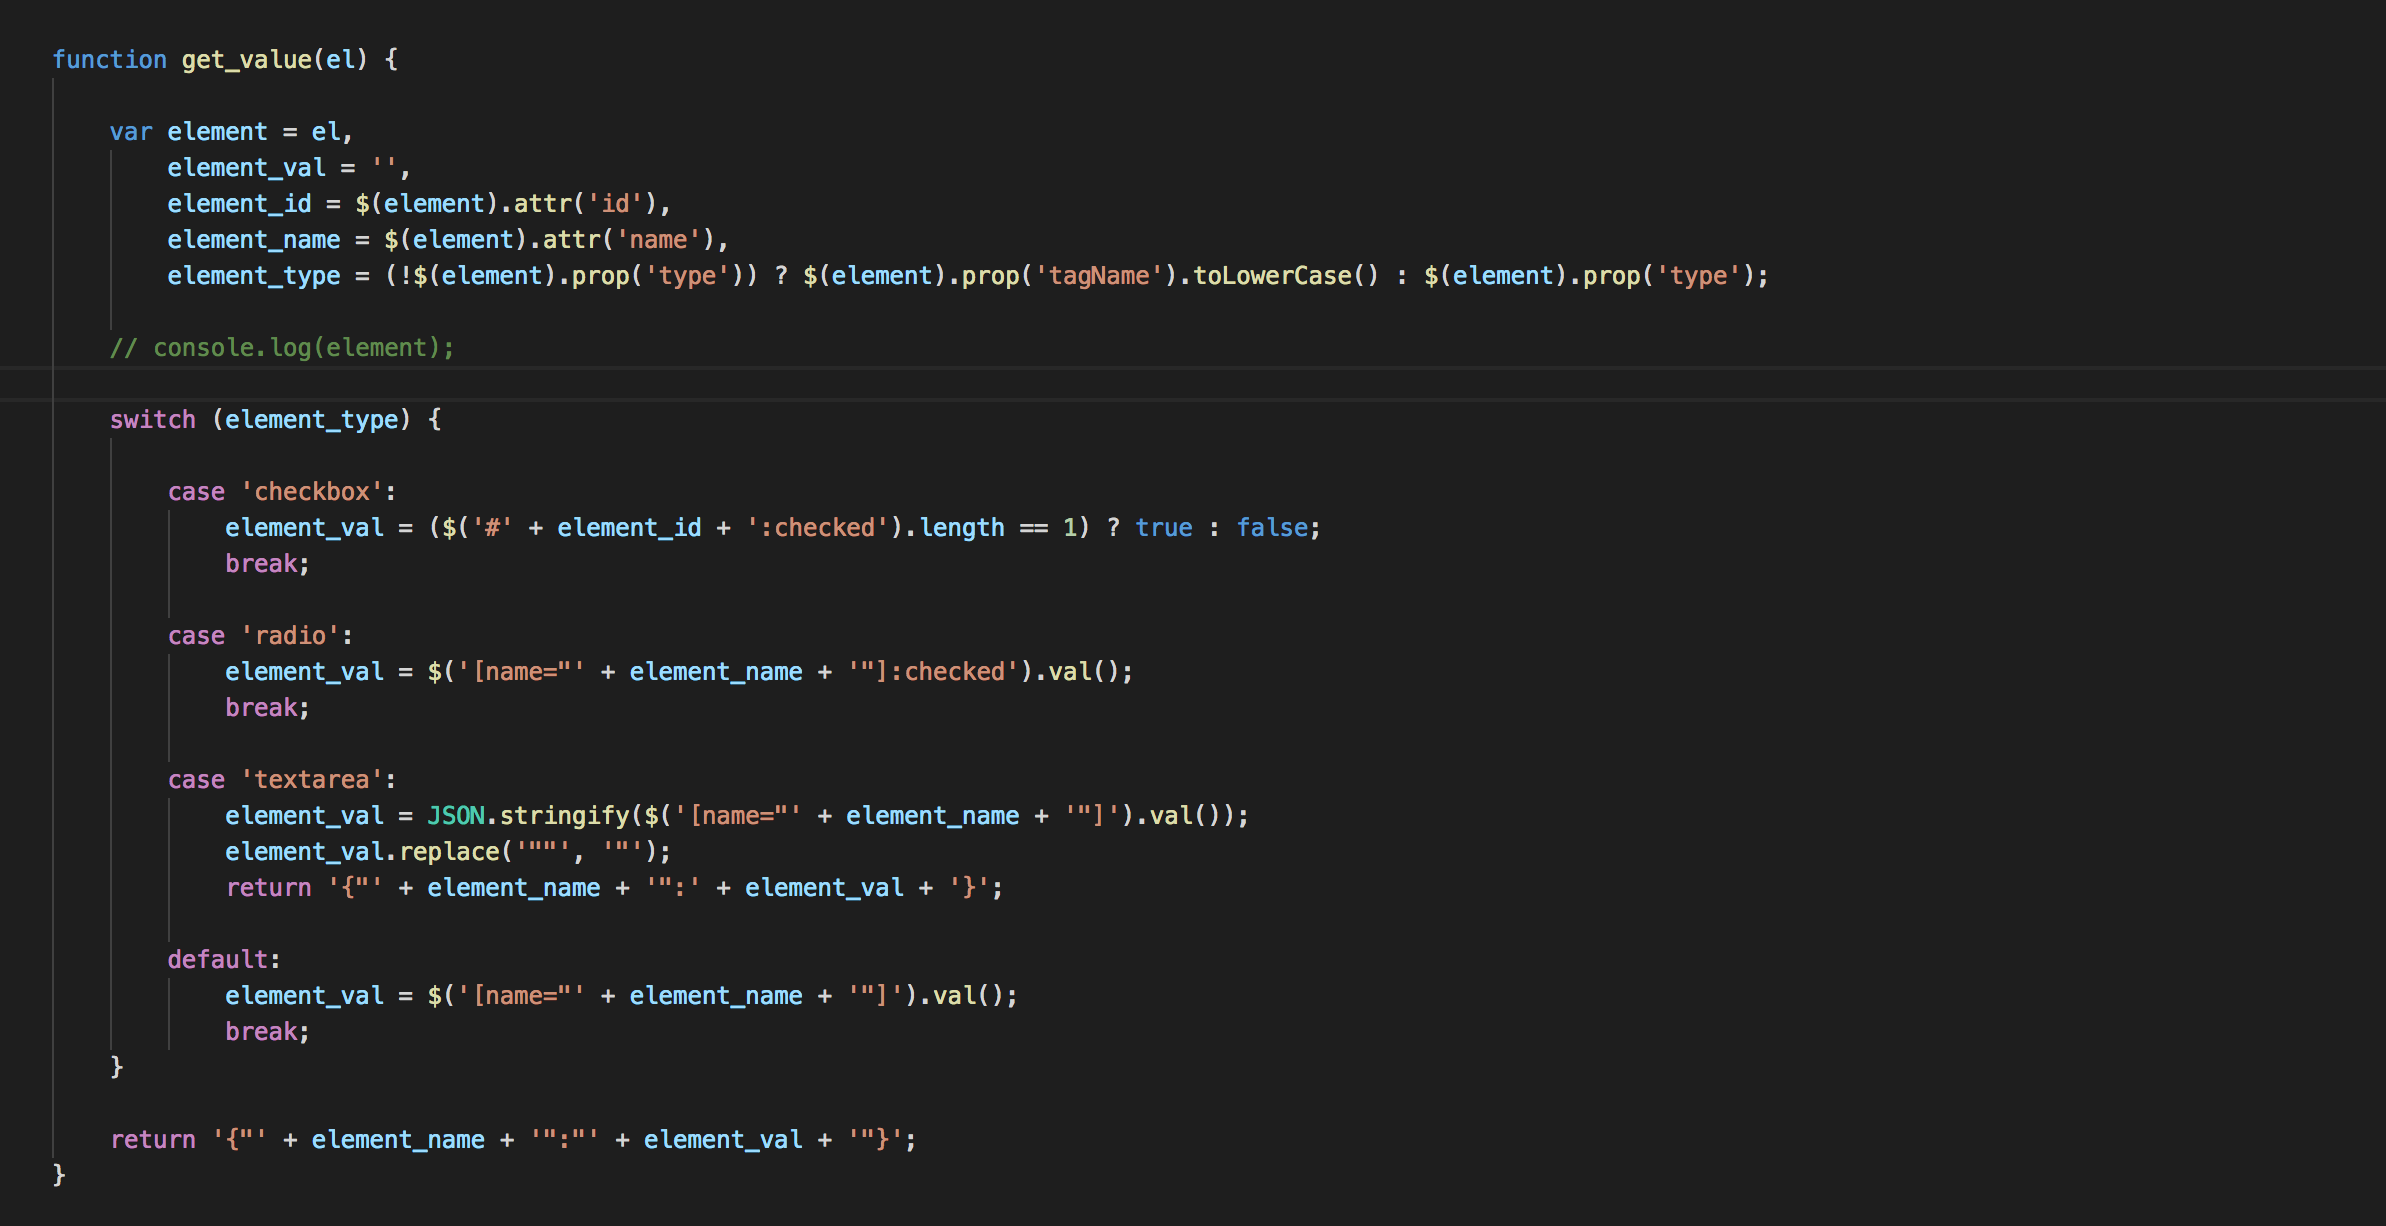 function get_value(el) {
var element = el,
element_val = '',
element_id = $(element).attr('id'),
element_name = $(element).attr('name'),
element_type = (!$(element).prop('type')) ? $(element).prop('tagName').toLowerCase() : $(element).prop('type');
// console.log(element);
switch (element_type) {
case 'checkbox':
element_val = ($('#' + element_id + ':checked').length == 1) ? true : false;
break;
case 'radio':
element_val = $('[name="' + element_name + '"]:checked').val();
break;
case 'textarea':
element_val = JSON.stringify($('[name="' + element_name + '"]').val());
element_val.replace('""', '"');
return '{"' + element_name + '":' + element_val + '}';
default:
element_val = $('[name="' + element_name + '"]').val();
break;
}
return '{"' + element_name + '":"' + element_val + '"}';
}